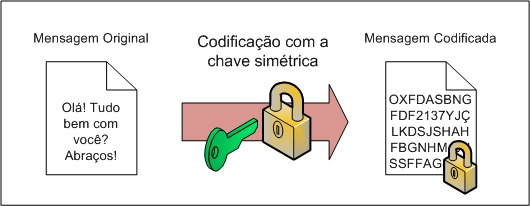 Mensagem Original
Codificação com a
chave simétrica
Mensagem Codificada
Olá! Tudo
bem com
você?
Abraços!
OXFDASBNG
FDF2137YJÇ
LKDSJSHAH
FBGNHM
SSFFAG